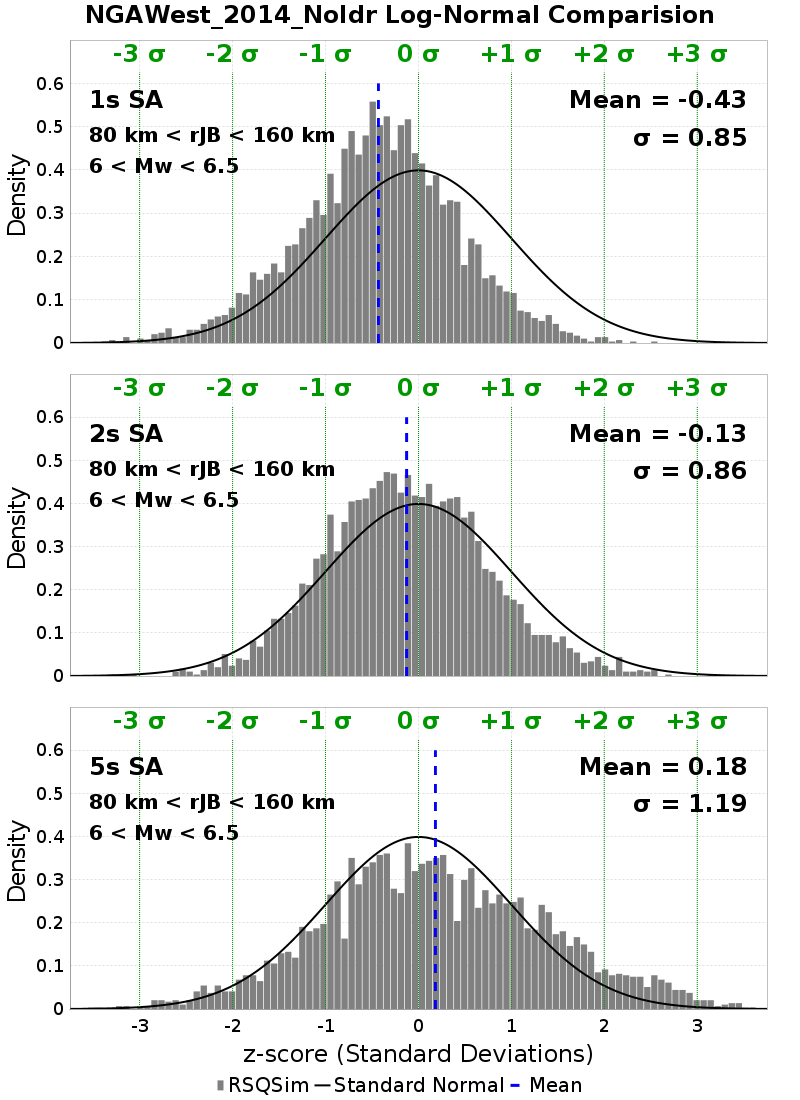 NGAWest_2014_NoIdr Log-Normal Comparision
-3 σ -2 σ -1 σ 0 σ +1 σ +2 σ +3 σ
1s SA
Mean = -0.43
80 km < rJB < 160 km
σ = 0.85
6 < Mw < 6.5
0.6
0.5
0.4
0.3
0.2
0.1
0
Density
-3 σ -2 σ -1 σ 0 σ +1 σ +2 σ +3 σ
2s SA
Mean = -0.13
80 km < rJB < 160 km
σ = 0.86
6 < Mw < 6.5
0.6
0.5
0.4
0.3
0.2
0.1
0
Density
-3 σ -2 σ -1 σ 0 σ +1 σ +2 σ +3 σ
5s SA
Mean = 0.18
80 km < rJB < 160 km
σ = 1.19
6 < Mw < 6.5
0.6
0.5
0.4
0.3
0.2
0.1
0
Density
-3 -2 -1 0 1 2 3
z-score (Standard Deviations)
RSQSim Standard Normal Mean